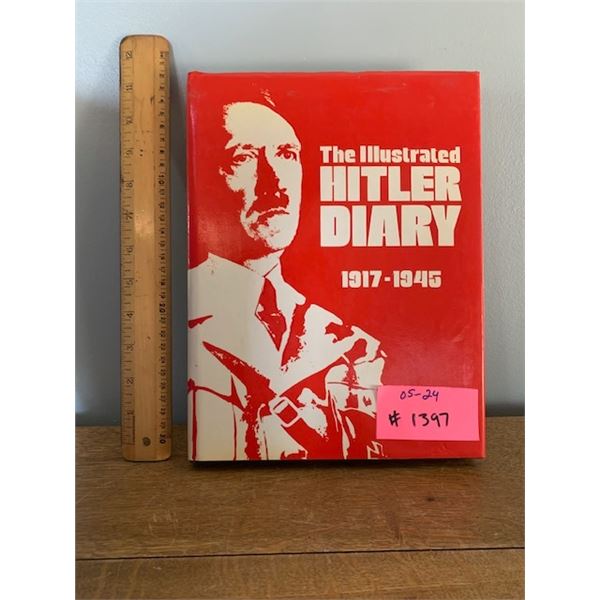 The Illustrated
HITLER
DIARY
1917-1945
05-24
# 1397